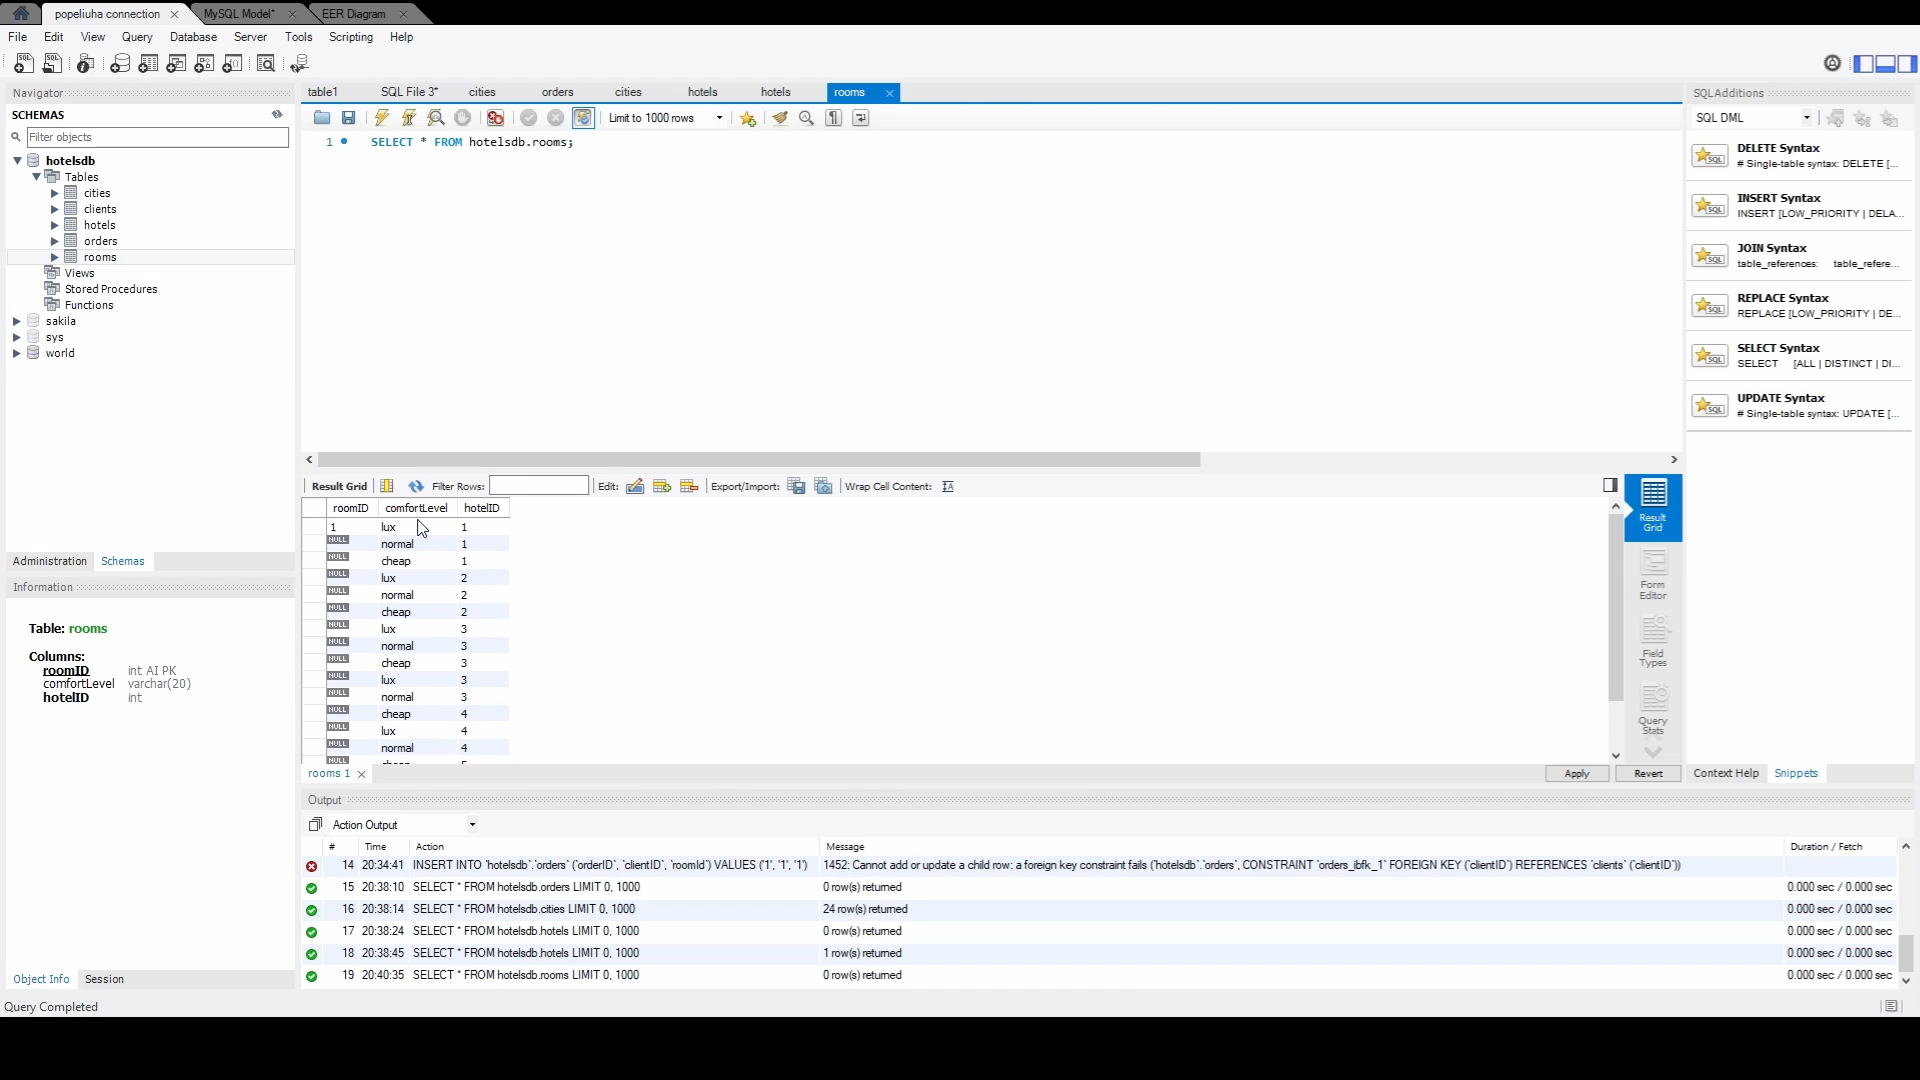 popeliuha connection
MySQL Model*
EER Diagram
File Edit View Query Database Server Tools Scripting Help
Navigator
SCHEMAS
Filter objects
hotelsdb
Tables
cities
clients
hotels
orders
rooms
Views
Stored Procedures
Functions
sakila
sys
world
Administration Schemas
Information
Table: rooms
Columns:
roomID int AI PK
comfortLevel varchar(20)
hotelID int
Object Info Session
Query Completed
table1 SQL File 3* cities orders cities hotels hotels rooms
Limit to 1000 rows
1 SELECT * FROM hotelsdb.rooms;
Result Grid Filter Rows: Edit: Export/Import: Wrap Cell Content:
roomID comfortLevel hotelID
1 lux 1
NULL normal 1
NULL cheap 1
NULL lux 2
NULL normal 2
NULL cheap 2
NULL lux 3
NULL normal 3
NULL cheap 3
NULL lux 3
NULL normal 3
NULL cheap 4
NULL lux 4
NULL normal 4
NULL
Result
Grid
Form
Editor
Field
Types
Query
Stats
rooms 1
Apply Revert
Output
Action Output
# Time Action Message Duration / Fetch
14 20:34:41 INSERT INTO `hotelsdb`.`orders` (`orderID`, `clientID`, `roomId`) VALUES ('1', '1', '1') 1452: Cannot add or update a child row: a foreign key constraint fails (`hotelsdb`.`orders`, CONSTRAINT `orders_ibfk_1` FOREIGN KEY (`clientID`) REFERENCES `clients` (`clientID`))
15 20:38:10 SELECT * FROM hotelsdb.orders LIMIT 0, 1000 0 row(s) returned 0.000 sec / 0.000 sec
16 20:38:14 SELECT * FROM hotelsdb.cities LIMIT 0, 1000 24 row(s) returned 0.000 sec / 0.000 sec
17 20:38:24 SELECT * FROM hotelsdb.hotels LIMIT 0, 1000 0 row(s) returned 0.000 sec / 0.000 sec
18 20:38:45 SELECT * FROM hotelsdb.hotels LIMIT 0, 1000 1 row(s) returned 0.000 sec / 0.000 sec
19 20:40:35 SELECT * FROM hotelsdb.rooms LIMIT 0, 1000 0 row(s) returned 0.000 sec / 0.000 sec
SQLAdditions
SQL DML
DELETE Syntax
# Single-table syntax: DELETE [...
INSERT Syntax
INSERT [LOW_PRIORITY | DELA...
JOIN Syntax
table_references: table_refere...
REPLACE Syntax
REPLACE [LOW_PRIORITY | DE...
SELECT Syntax
SELECT [ALL | DISTINCT | DI...
UPDATE Syntax
# Single-table syntax: UPDATE [...
Context Help Snippets